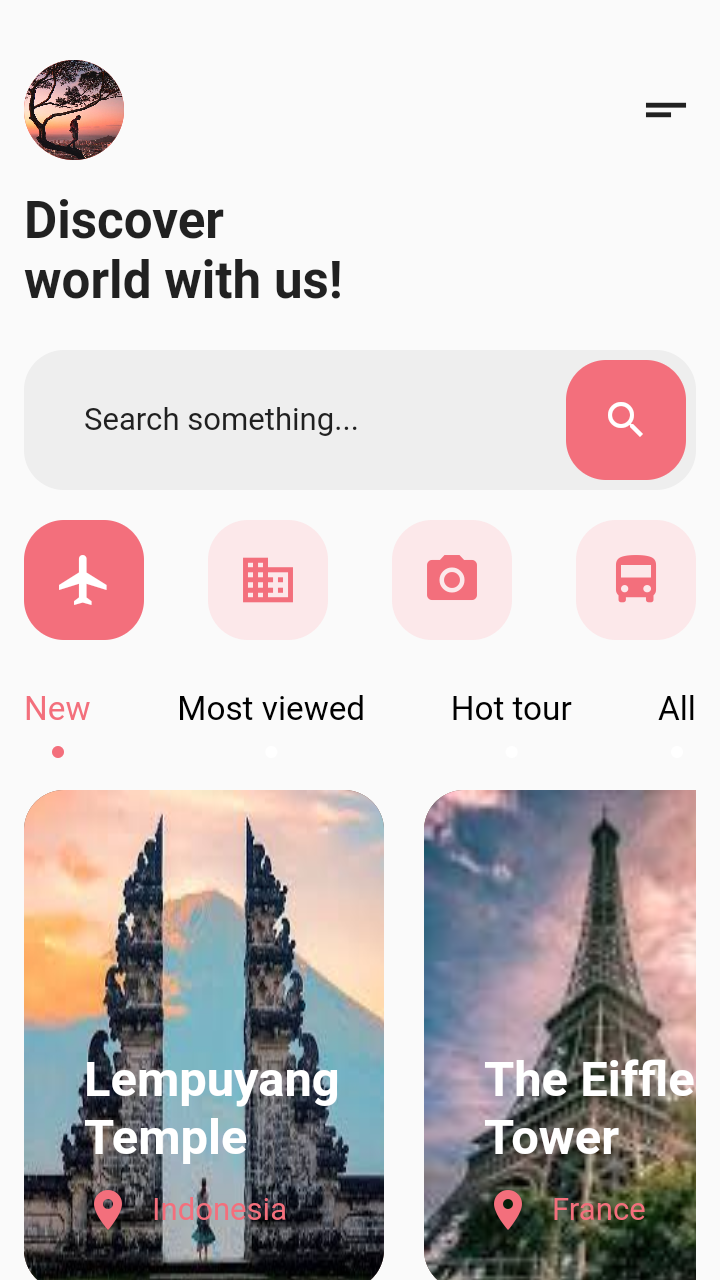 Discover
world with us!
Search something...
New
Most viewed
Hot tour
All
Lempuyang
Temple
Indonesia
The Eiffle
Tower
France